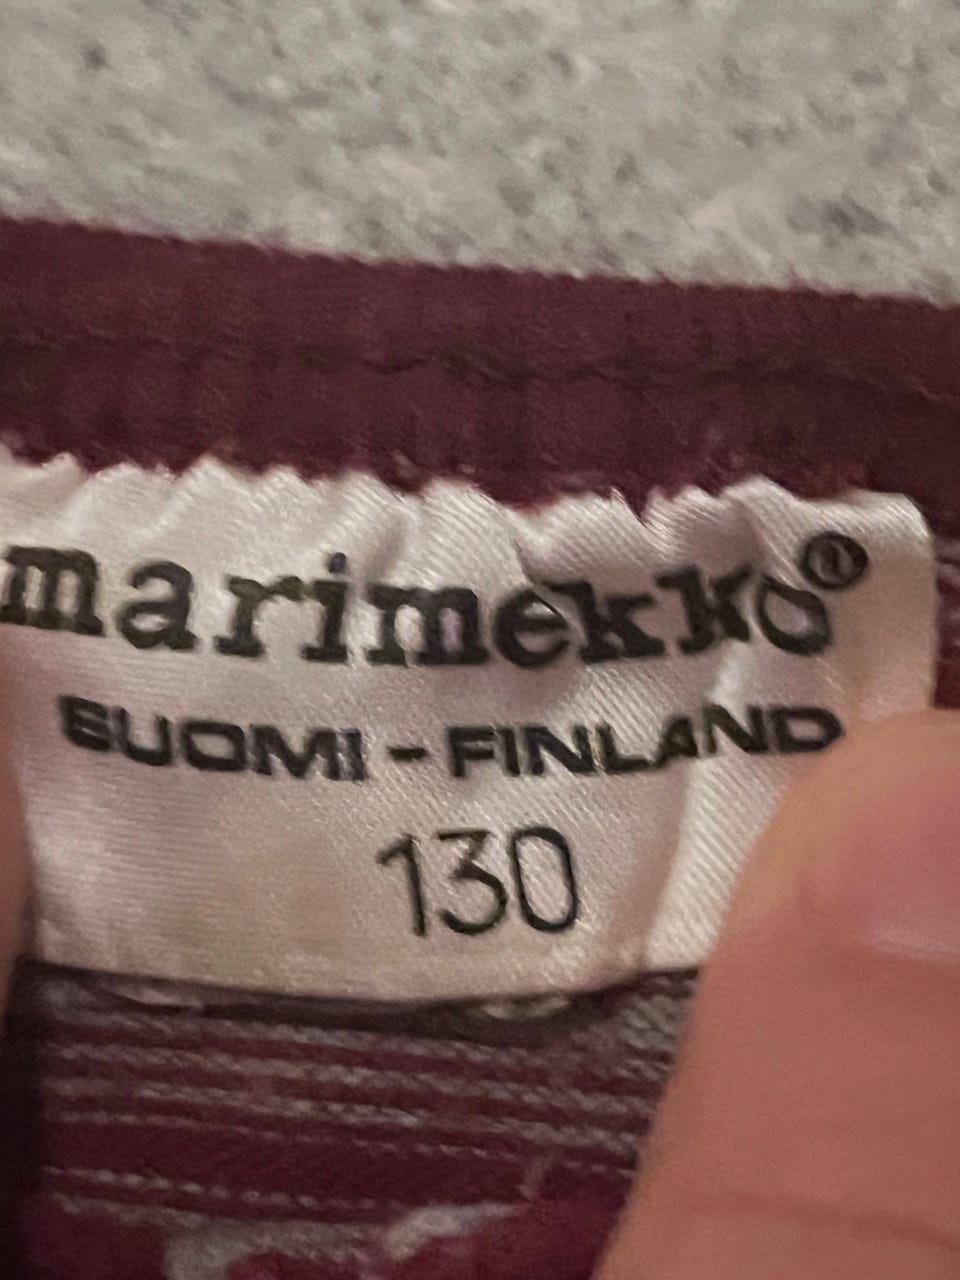 marimekko®
SUOMI - FINLAND
130